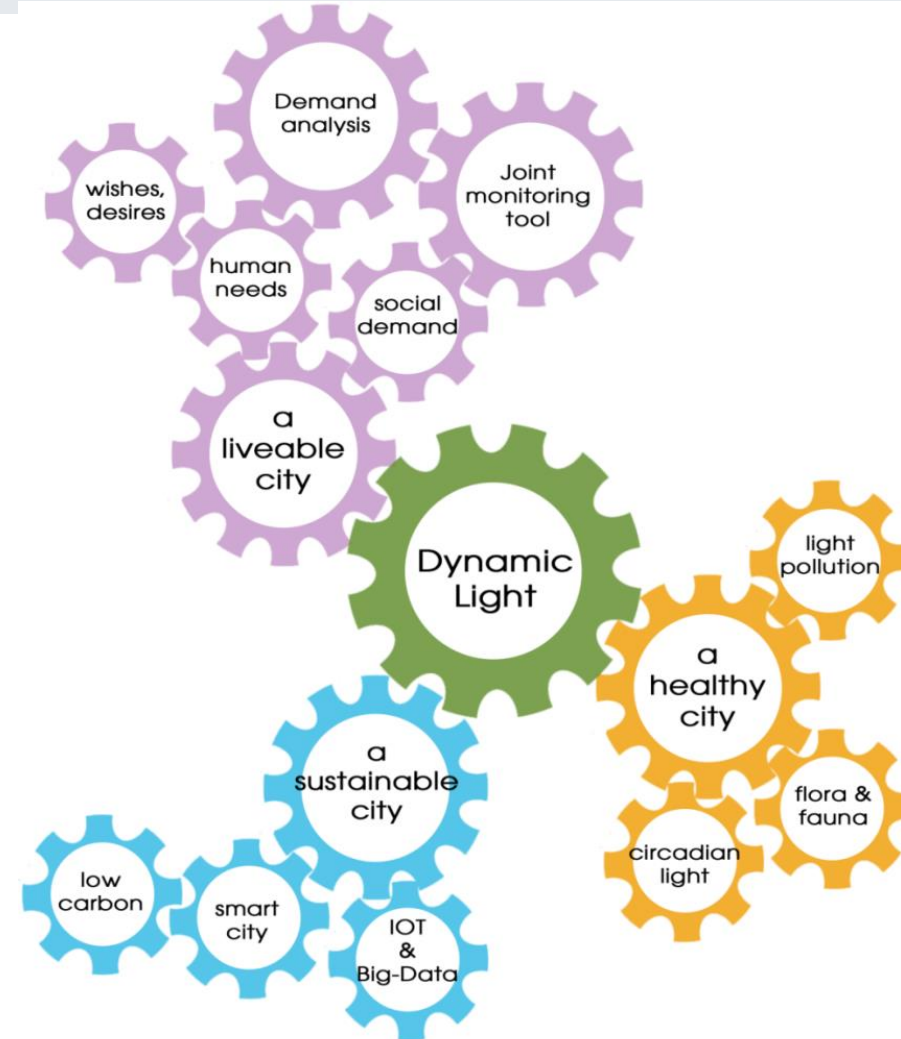 Demand
analysis
Joint
monitoring
tool
wishes,
desires
human
needs
social
demand
a
liveable
city
Dynamic
Light
light
pollution
a
healthy
city
flora &
fauna
circadian
light
a
sustainable
city
low
carbon
smart
city
IOT
&
Big-Data